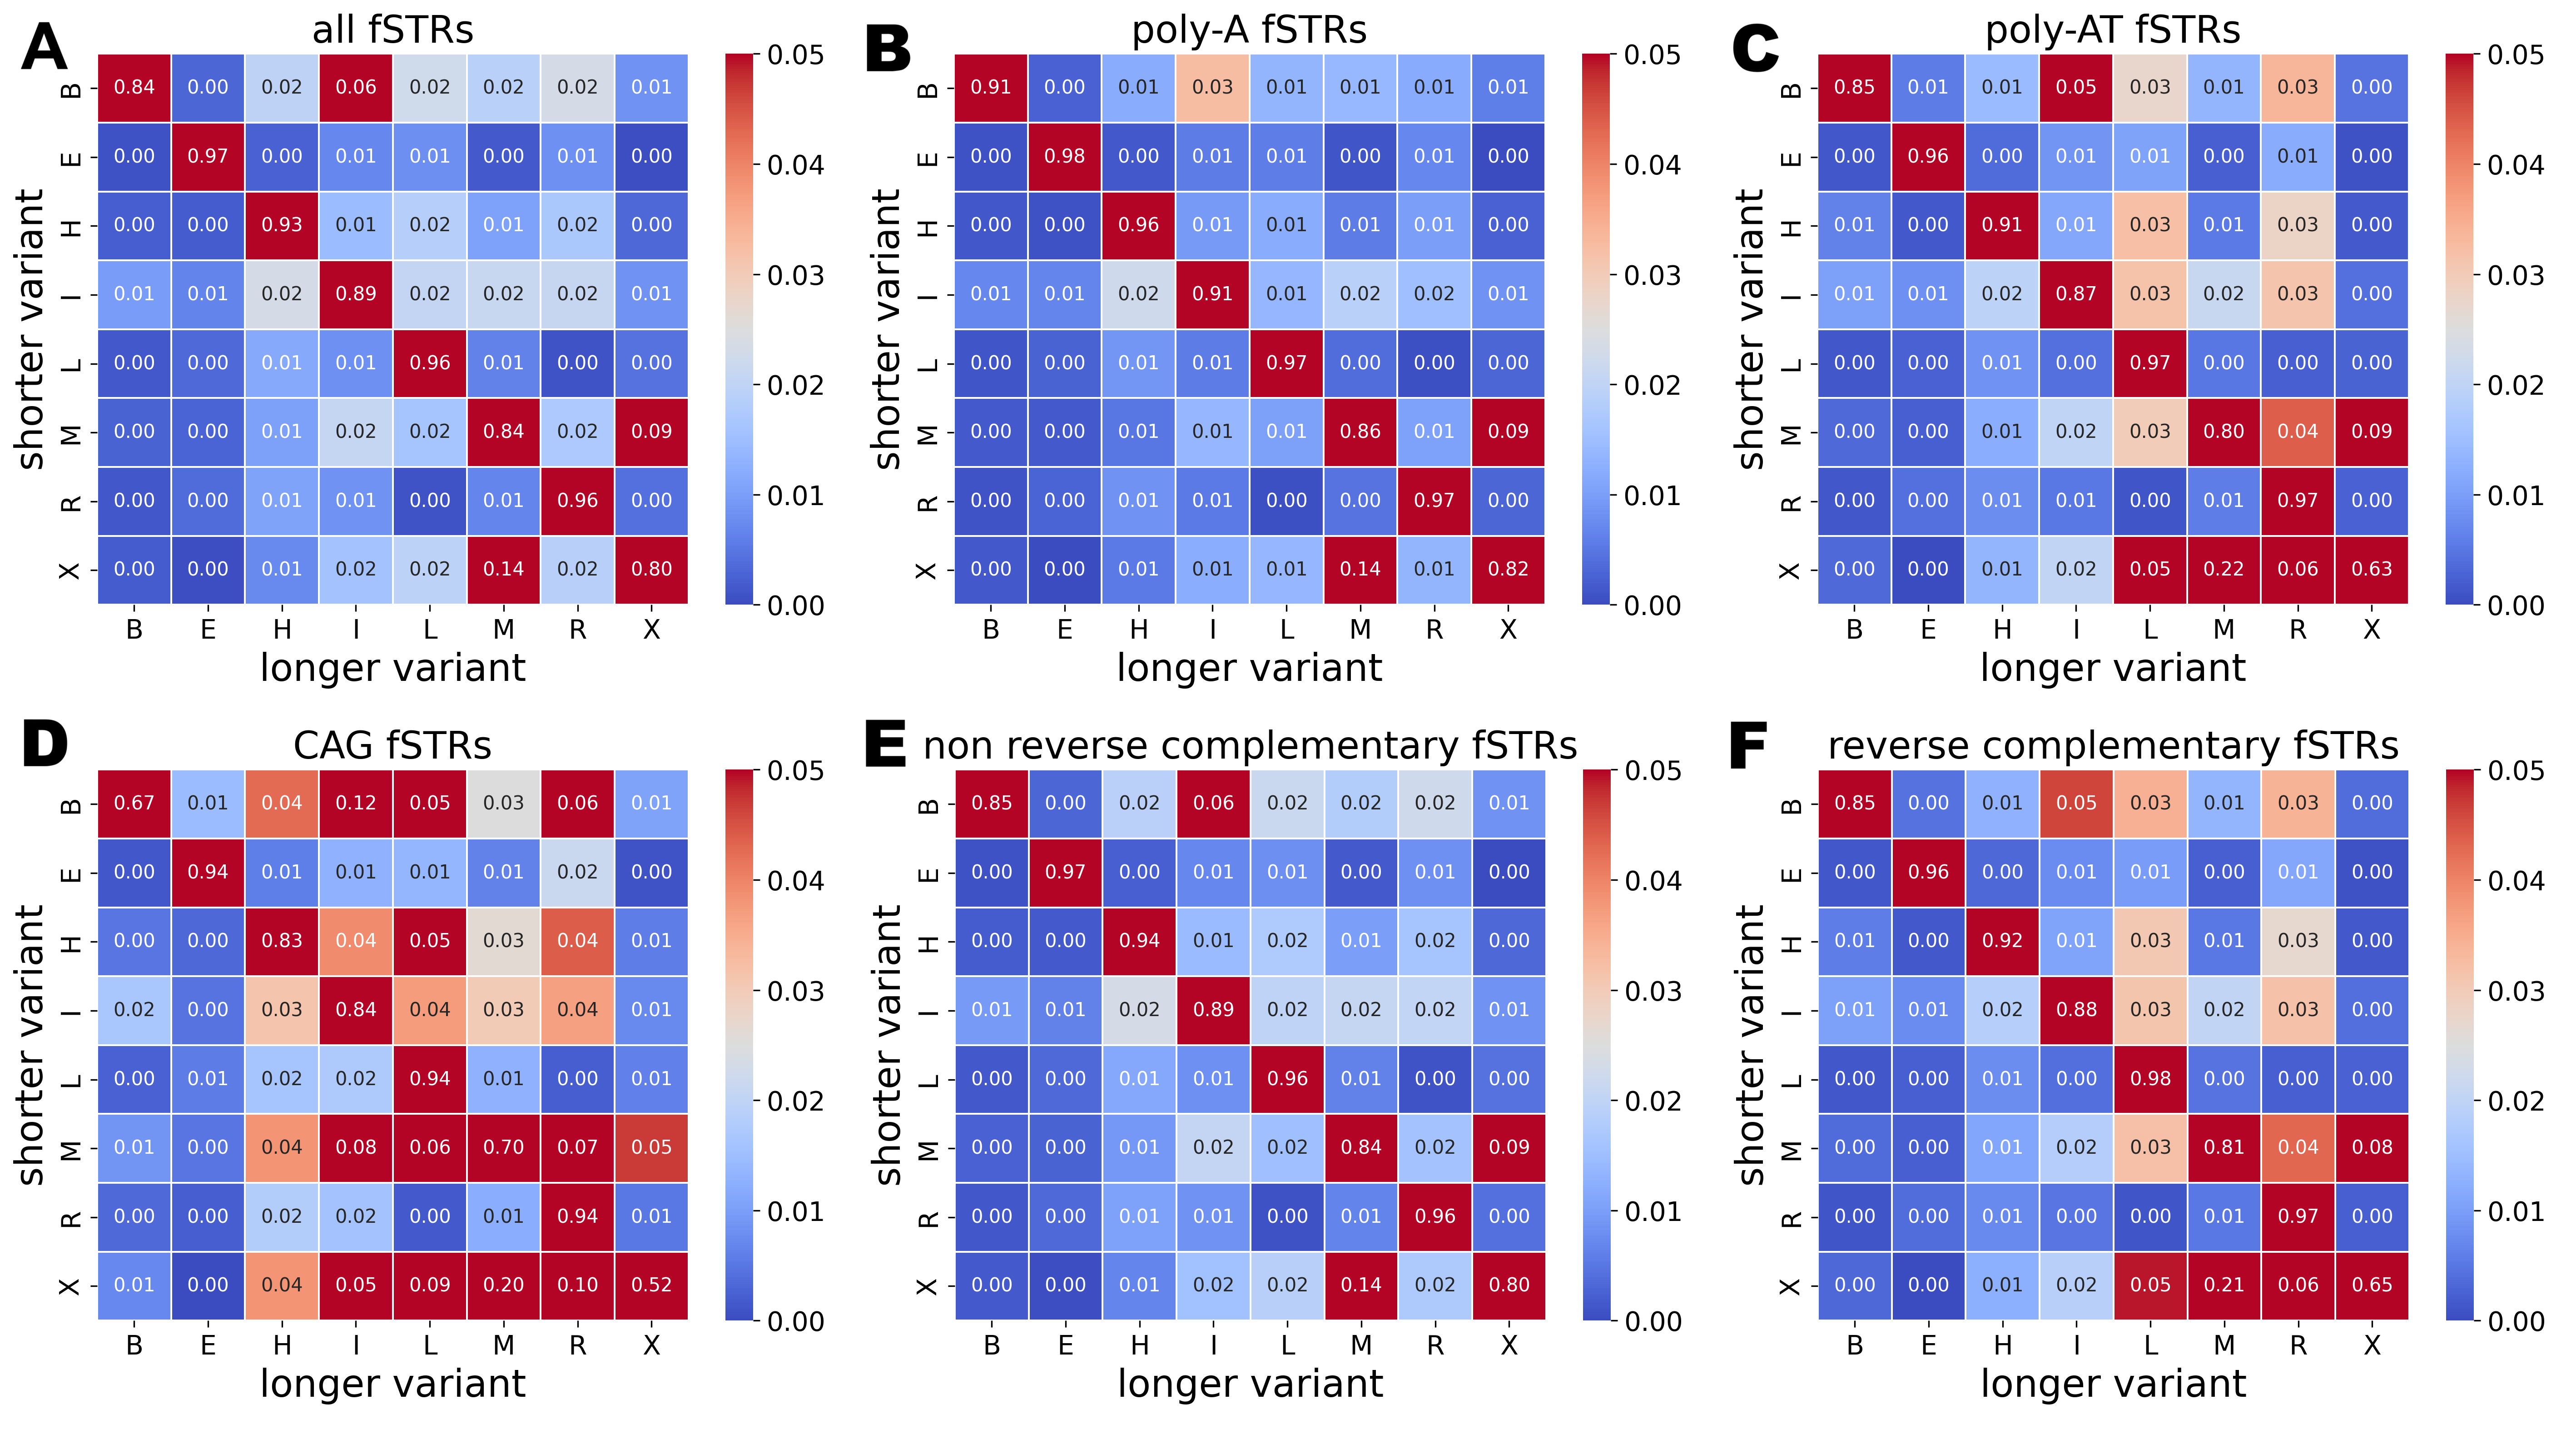 A all fSTRs
B 0.84 0.00 0.02 0.06 0.02 0.02 0.02 0.01
E 0.00 0.97 0.00 0.01 0.01 0.00 0.01 0.00
H 0.00 0.00 0.93 0.01 0.02 0.01 0.02 0.00
I 0.01 0.01 0.02 0.89 0.02 0.02 0.02 0.01
L 0.00 0.00 0.01 0.01 0.96 0.01 0.00 0.00
M 0.00 0.00 0.01 0.02 0.02 0.84 0.02 0.09
R 0.00 0.00 0.01 0.01 0.00 0.01 0.96 0.00
X 0.00 0.00 0.01 0.02 0.02 0.14 0.02 0.80
B E H I L M R X
longer variant
shorter variant
0.05
0.04
0.03
0.02
0.01
0.00
B poly-A fSTRs
B 0.91 0.00 0.01 0.03 0.01 0.01 0.01 0.01
E 0.00 0.98 0.00 0.01 0.01 0.00 0.01 0.00
H 0.00 0.00 0.96 0.01 0.01 0.01 0.01 0.00
I 0.01 0.01 0.02 0.91 0.01 0.02 0.02 0.01
L 0.00 0.00 0.01 0.01 0.97 0.00 0.00 0.00
M 0.00 0.00 0.01 0.01 0.01 0.86 0.01 0.09
R 0.00 0.00 0.01 0.01 0.00 0.00 0.97 0.00
X 0.00 0.00 0.01 0.01 0.01 0.14 0.01 0.82
B E H I L M R X
longer variant
shorter variant
0.05
0.04
0.03
0.02
0.01
0.00
C poly-AT fSTRs
B 0.85 0.01 0.01 0.05 0.03 0.01 0.03 0.00
E 0.00 0.96 0.00 0.01 0.01 0.00 0.01 0.00
H 0.01 0.00 0.91 0.01 0.03 0.01 0.03 0.00
I 0.01 0.01 0.02 0.87 0.03 0.02 0.03 0.00
L 0.00 0.00 0.01 0.00 0.97 0.00 0.00 0.00
M 0.00 0.00 0.01 0.02 0.03 0.80 0.04 0.09
R 0.00 0.00 0.01 0.01 0.00 0.01 0.97 0.00
X 0.00 0.00 0.01 0.02 0.05 0.22 0.06 0.63
B E H I L M R X
longer variant
shorter variant
0.05
0.04
0.03
0.02
0.01
0.00
D CAG fSTRs
B 0.67 0.01 0.04 0.12 0.05 0.03 0.06 0.01
E 0.00 0.94 0.01 0.01 0.01 0.01 0.02 0.00
H 0.00 0.00 0.83 0.04 0.05 0.03 0.04 0.01
I 0.02 0.00 0.03 0.84 0.04 0.03 0.04 0.01
L 0.00 0.01 0.02 0.02 0.94 0.01 0.00 0.01
M 0.01 0.00 0.04 0.08 0.06 0.70 0.07 0.05
R 0.00 0.00 0.02 0.02 0.00 0.01 0.94 0.01
X 0.01 0.00 0.04 0.05 0.09 0.20 0.10 0.52
B E H I L M R X
longer variant
shorter variant
0.05
0.04
0.03
0.02
0.01
0.00
E non reverse complementary fSTRs
B 0.85 0.00 0.02 0.06 0.02 0.02 0.02 0.01
E 0.00 0.97 0.00 0.01 0.01 0.00 0.01 0.00
H 0.00 0.00 0.94 0.01 0.02 0.01 0.02 0.00
I 0.01 0.01 0.02 0.89 0.02 0.02 0.02 0.01
L 0.00 0.00 0.01 0.01 0.96 0.01 0.00 0.00
M 0.00 0.00 0.01 0.02 0.02 0.84 0.02 0.09
R 0.00 0.00 0.01 0.01 0.00 0.01 0.96 0.00
X 0.00 0.00 0.01 0.02 0.02 0.14 0.02 0.80
B E H I L M R X
longer variant
shorter variant
0.05
0.04
0.03
0.02
0.01
0.00
F reverse complementary fSTRs
B 0.85 0.00 0.01 0.05 0.03 0.01 0.03 0.00
E 0.00 0.96 0.00 0.01 0.01 0.00 0.01 0.00
H 0.01 0.00 0.92 0.01 0.03 0.01 0.03 0.00
I 0.01 0.01 0.02 0.88 0.03 0.02 0.03 0.00
L 0.00 0.00 0.01 0.00 0.98 0.00 0.00 0.00
M 0.00 0.00 0.01 0.02 0.03 0.81 0.04 0.08
R 0.00 0.00 0.01 0.00 0.00 0.01 0.97 0.00
X 0.00 0.00 0.01 0.02 0.05 0.21 0.06 0.65
B E H I L M R X
longer variant
shorter variant
0.05
0.04
0.03
0.02
0.01
0.00